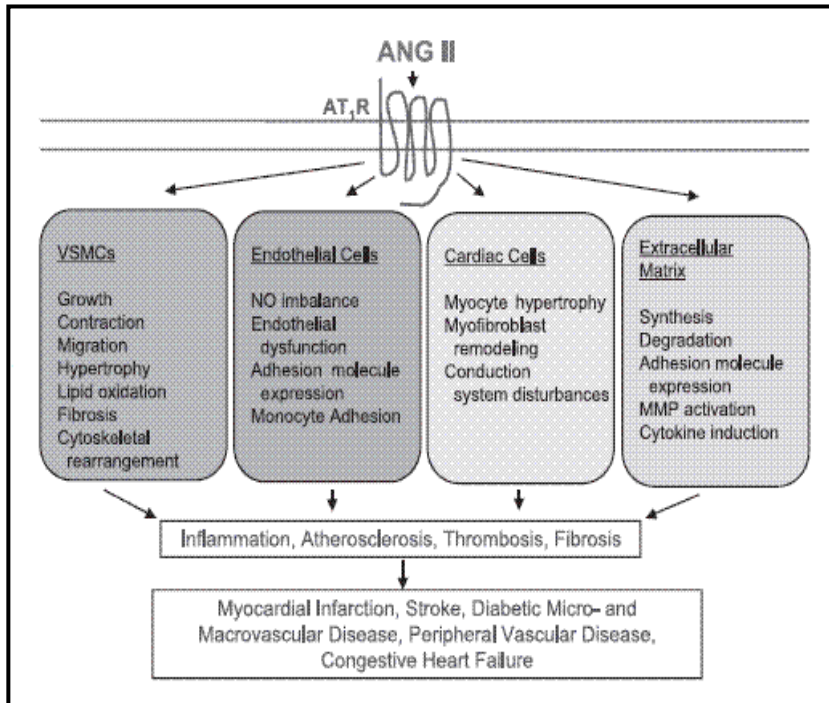 ANG II
AT1R
VSMCs
Growth
Contraction
Migration
Hypertrophy
Lipid oxidation
Fibrosis
Cytoskeletal
rearrangement
Endothelial Cells
NO imbalance
Endothelial
dysfunction
Adhesion molecule
expression
Monocyte Adhesion
Cardiac Cells
Myocyte hypertrophy
Myofibroblast
remodeling
Conduction
system disturbances
Extracellular
Matrix
Synthesis
Degradation
Adhesion molecule
expression
MMP activation
Cytokine induction
Inflammation, Atherosclerosis, Thrombosis, Fibrosis
Myocardial Infarction, Stroke, Diabetic Micro- and
Macrovascular Disease, Peripheral Vascular Disease,
Congestive Heart Failure